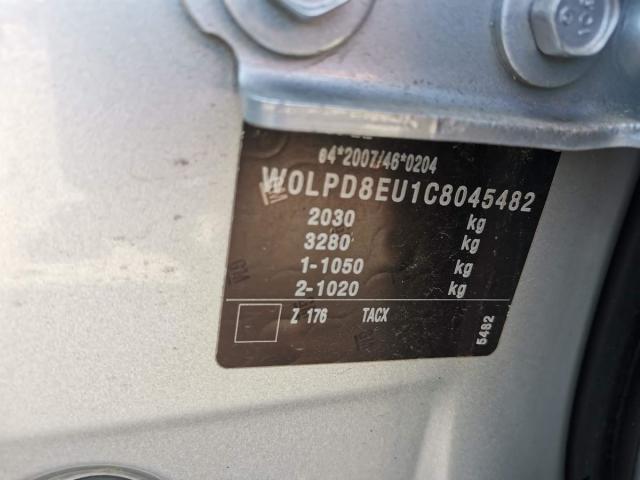 e4*2007/46*0204
W0LPD8EU1C8045482
2030 kg
3280 kg
1-1050 kg
2-1020 kg
Z 176 TACX
5482